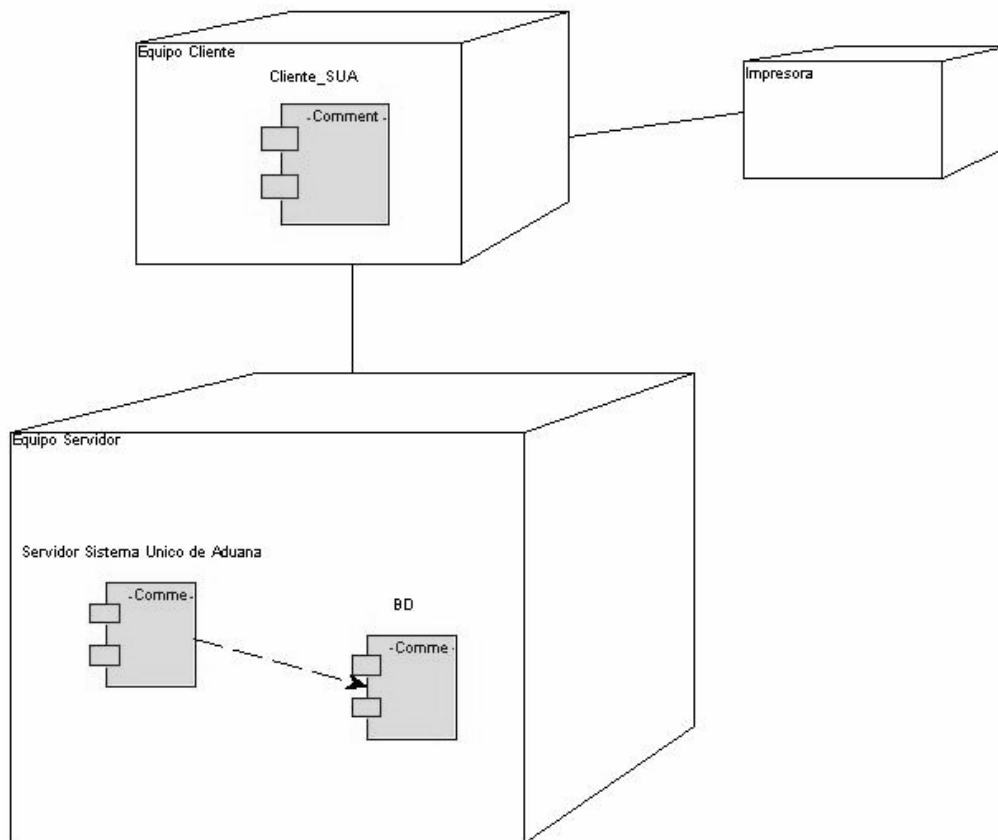 Equipo Cliente
Cliente_SUA
-Comment-
Impresora
Equipo Servidor
Servidor Sistema Unico de Aduana
-Comme-
BD
-Comme-